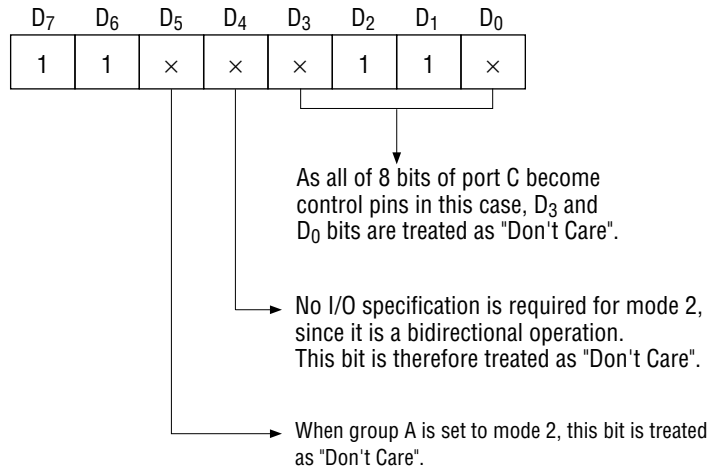 D7 D6 D5 D4 D3 D2 D1 D0
1 1 × × × 1 1 ×
As all of 8 bits of port C become
control pins in this case, D3 and
D0 bits are treated as "Don't Care".
No I/O specification is required for mode 2,
since it is a bidirectional operation.
This bit is therefore treated as "Don't Care".
When group A is set to mode 2, this bit is treated
as "Don't Care".